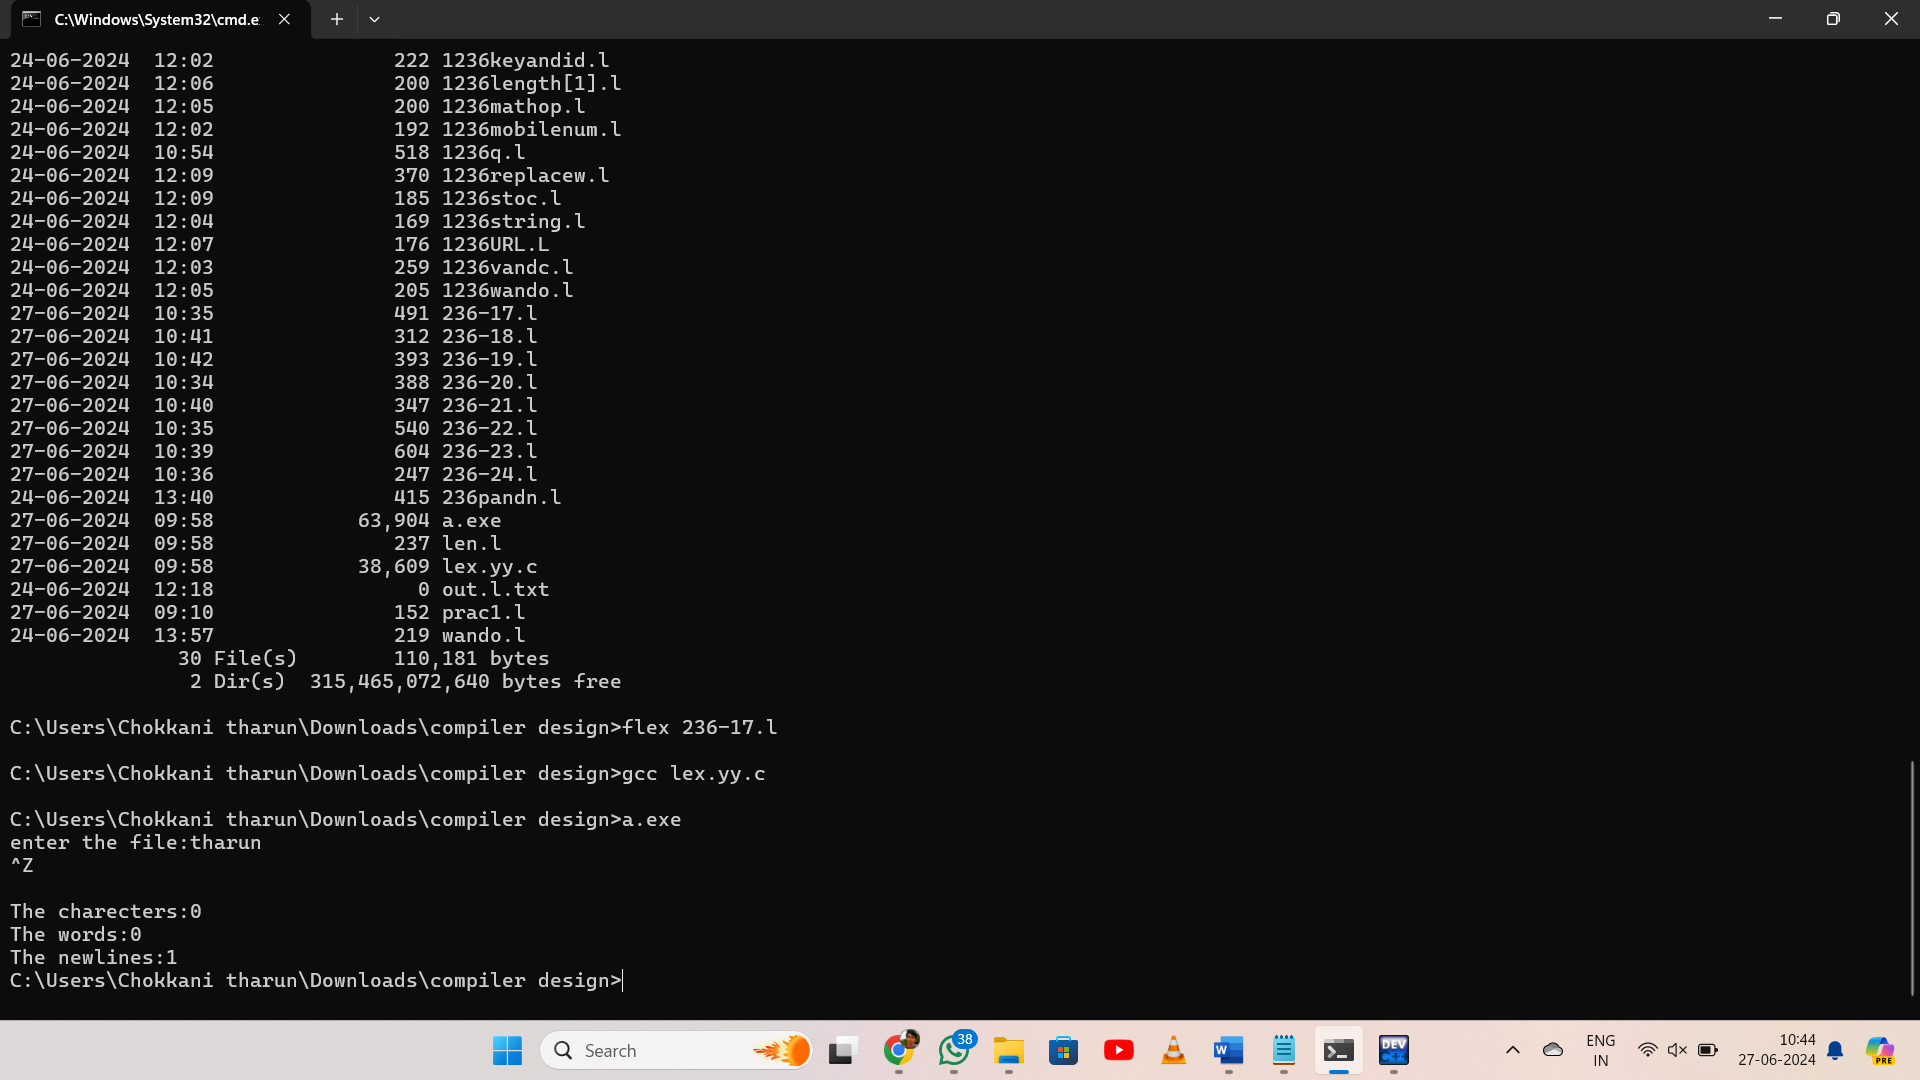 C:\Windows\System32\cmd.e
24-06-2024  12:02               222 1236keyandid.l
24-06-2024  12:06               200 1236length[1].l
24-06-2024  12:05               200 1236mathop.l
24-06-2024  12:02               192 1236mobilenum.l
24-06-2024  10:54               518 1236q.l
24-06-2024  12:09               370 1236replacew.l
24-06-2024  12:09               185 1236stoc.l
24-06-2024  12:04               169 1236string.l
24-06-2024  12:07               176 1236URL.L
24-06-2024  12:03               259 1236vandc.l
24-06-2024  12:05               205 1236wando.l
27-06-2024  10:35               491 236-17.l
27-06-2024  10:41               312 236-18.l
27-06-2024  10:42               393 236-19.l
27-06-2024  10:34               388 236-20.l
27-06-2024  10:40               347 236-21.l
27-06-2024  10:35               540 236-22.l
27-06-2024  10:39               604 236-23.l
27-06-2024  10:36               247 236-24.l
24-06-2024  13:40               415 236pandn.l
27-06-2024  09:58            63,904 a.exe
27-06-2024  09:58               237 len.l
27-06-2024  09:58            38,609 lex.yy.c
24-06-2024  12:18                 0 out.l.txt
27-06-2024  09:10               152 prac1.l
24-06-2024  13:57               219 wando.l
              30 File(s)        110,181 bytes
               2 Dir(s)  315,465,072,640 bytes free
C:\Users\Chokkani tharun\Downloads\compiler design>flex 236-17.l
C:\Users\Chokkani tharun\Downloads\compiler design>gcc lex.yy.c
C:\Users\Chokkani tharun\Downloads\compiler design>a.exe
enter the file:tharun
^Z
The charecters:0
The words:0
The newlines:1
C:\Users\Chokkani tharun\Downloads\compiler design>
Search
38
W
DEV
C++
ENG
IN
10:44
27-06-2024
PRE